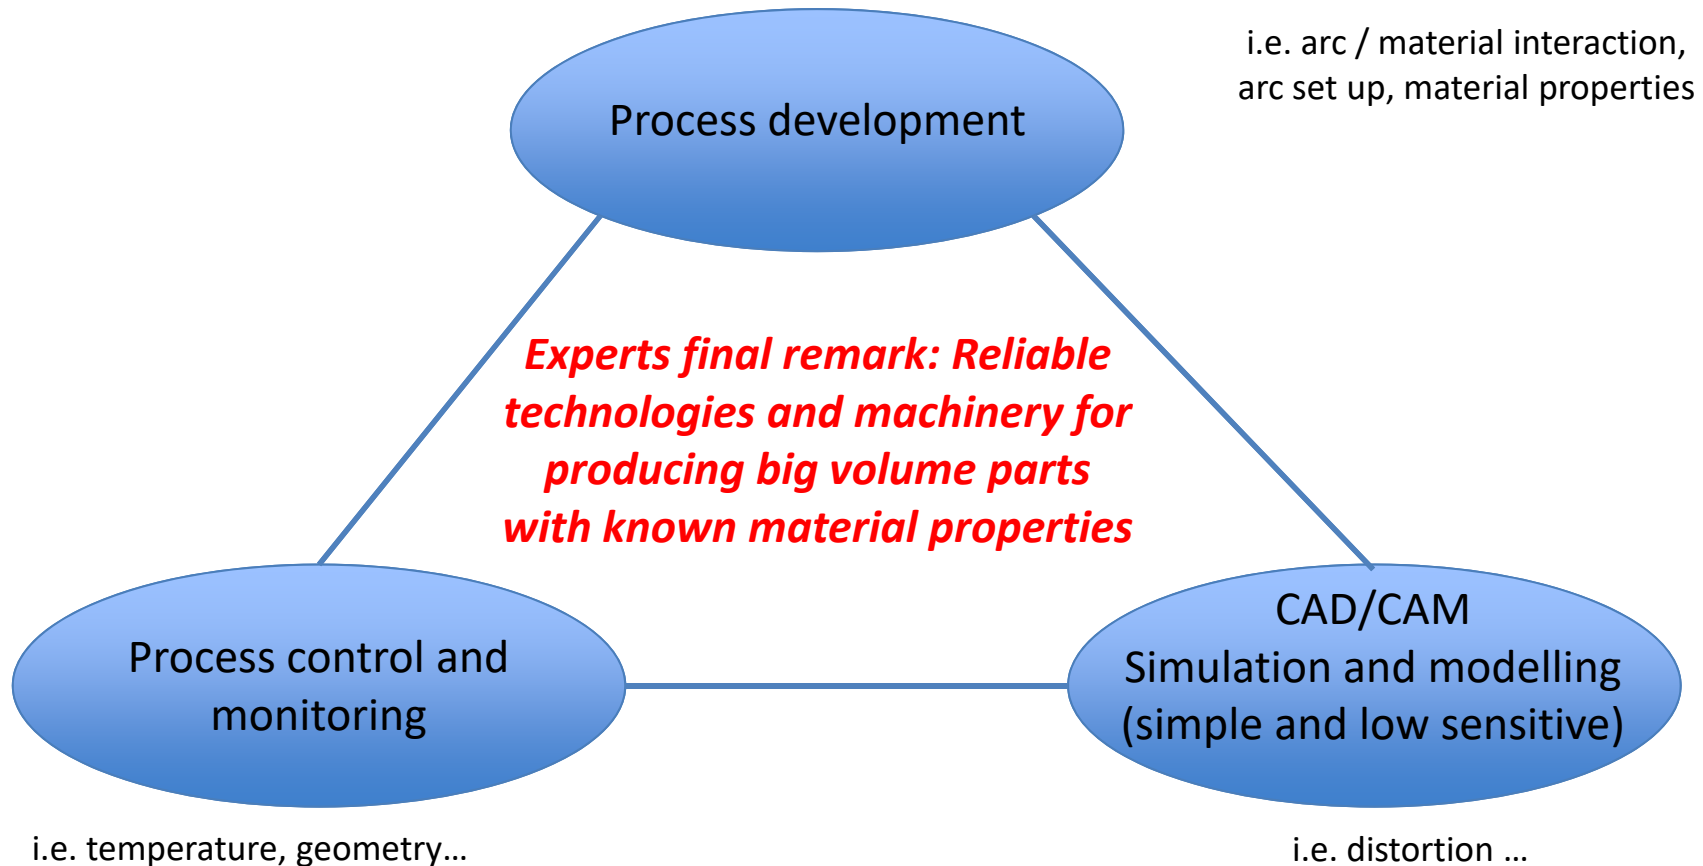 Process development
i.e. arc / material interaction,
arc set up, material properties
Experts final remark: Reliable
technologies and machinery for
producing big volume parts
with known material properties
Process control and
monitoring
i.e. temperature, geometry…
CAD/CAM
Simulation and modelling
(simple and low sensitive)
i.e. distortion …